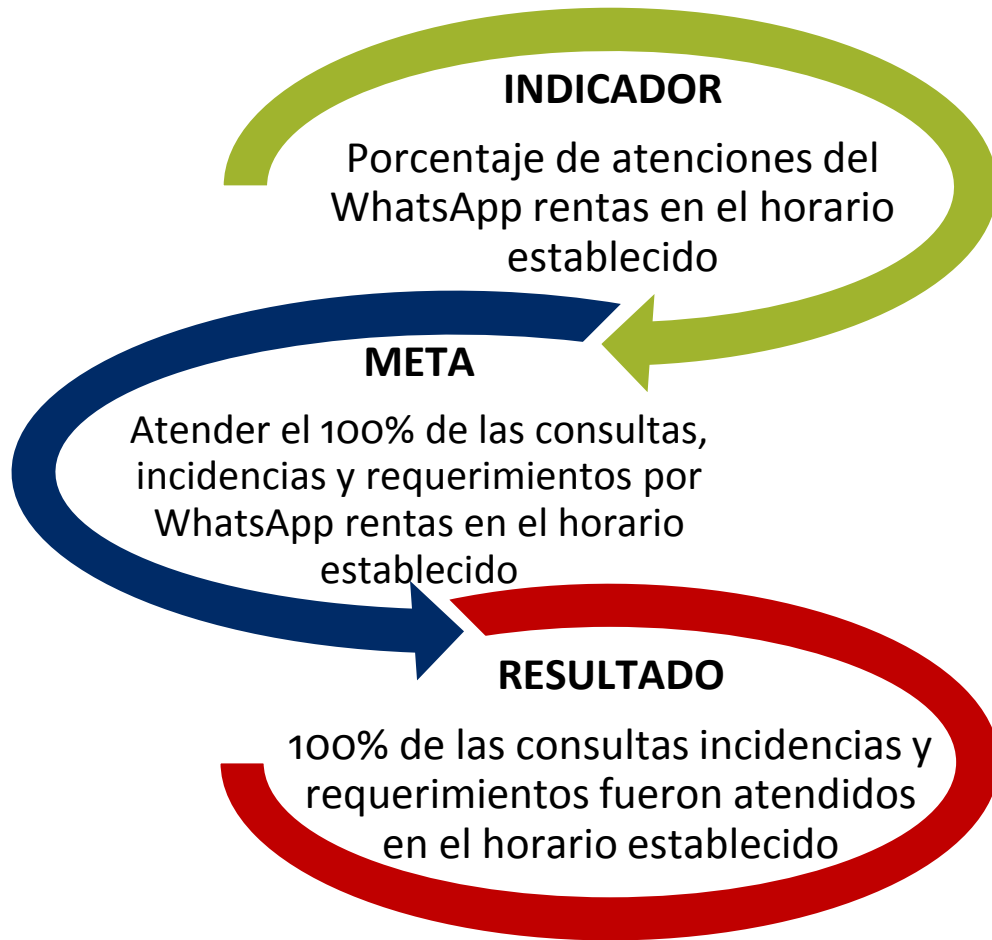 INDICADOR
Porcentaje de atenciones del
WhatsApp rentas en el horario
establecido
META
Atender el 100% de las consultas,
incidencias y requerimientos por
WhatsApp rentas en el horario
establecido
RESULTADO
100% de las consultas incidencias y
requerimientos fueron atendidos
en el horario establecido